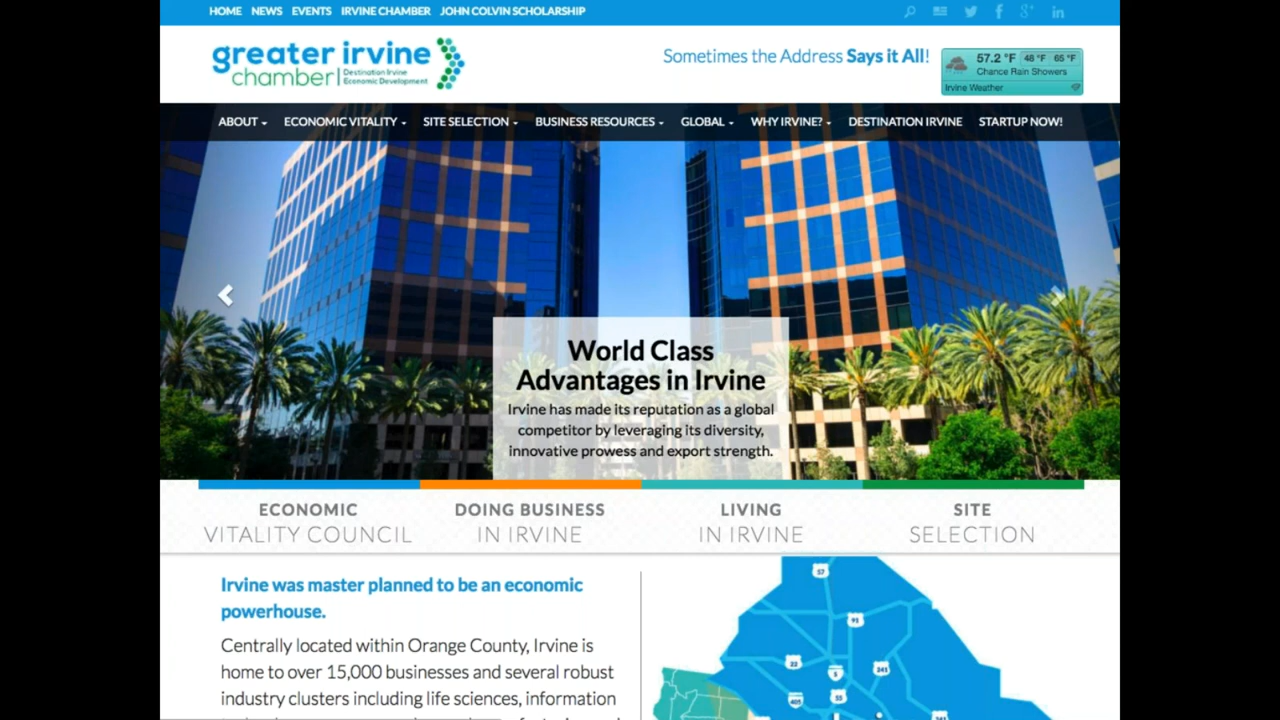 HOME NEWS EVENTS IRVINE CHAMBER JOHN COLVIN SCHOLARSHIP
greater irvine
chamber
Destination Irvine
Economic Development
Sometimes the Address Says it All!
57.2 °F 46 °F 65 °F
Chance Rain Showers
Irvine Weather
ABOUT ECONOMIC VITALITY SITE SELECTION BUSINESS RESOURCES GLOBAL WHY IRVINE? DESTINATION IRVINE STARTUP NOW!
World Class
Advantages in Irvine
Irvine has made its reputation as a global
competitor by leveraging its diversity,
innovative prowess and export strength.
ECONOMIC
VITALITY COUNCIL
DOING BUSINESS
IN IRVINE
LIVING
IN IRVINE
SITE
SELECTION
Irvine was master planned to be an economic
powerhouse.
Centrally located within Orange County, Irvine is
home to over 15,000 businesses and several robust
industry clusters including life sciences, information
57
91
22
5
241
405
55